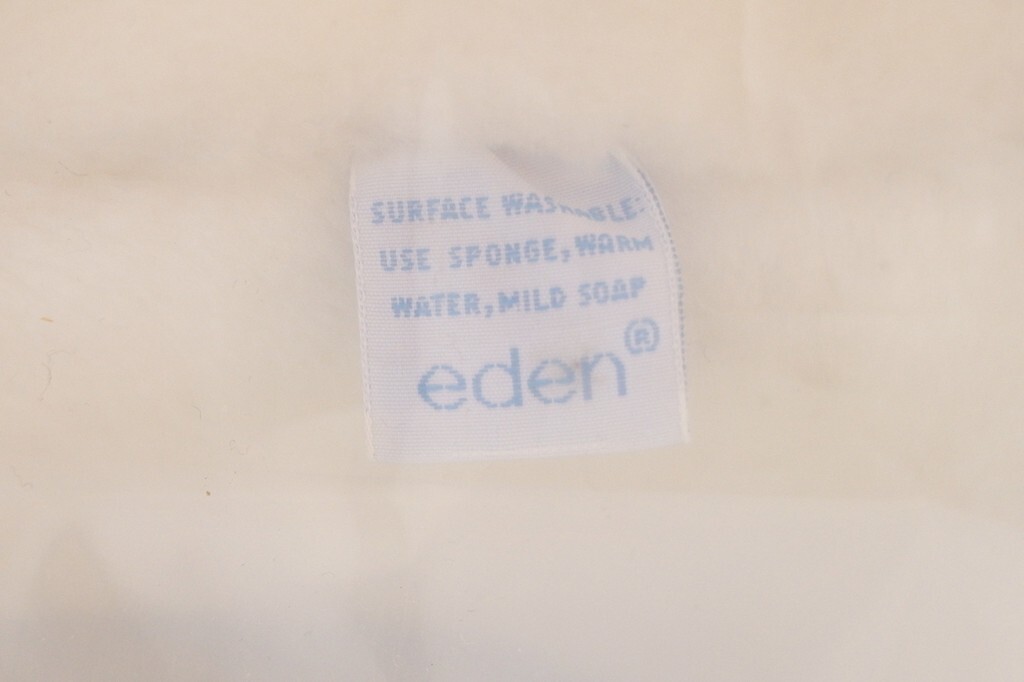 SURFACE WASHABLE:
USE SPONGE, WARM
WATER, MILD SOAP
eden®